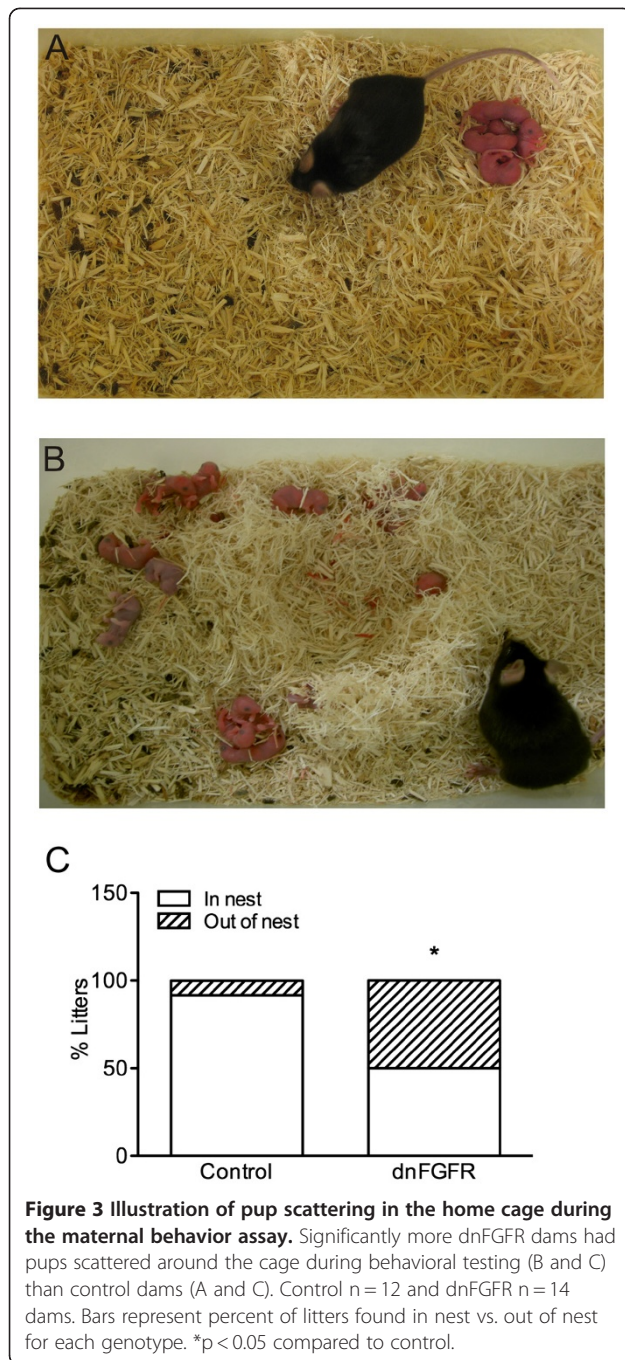 A
B
C
150
In nest
Out of nest
*
100
% Litters
50
0
Control
dnFGFR
Figure 3 Illustration of pup scattering in the home cage during
the maternal behavior assay. Significantly more dnFGFR dams had
pups scattered around the cage during behavioral testing (B and C)
than control dams (A and C). Control n = 12 and dnFGFR n = 14
dams. Bars represent percent of litters found in nest vs. out of nest
for each genotype. *p < 0.05 compared to control.